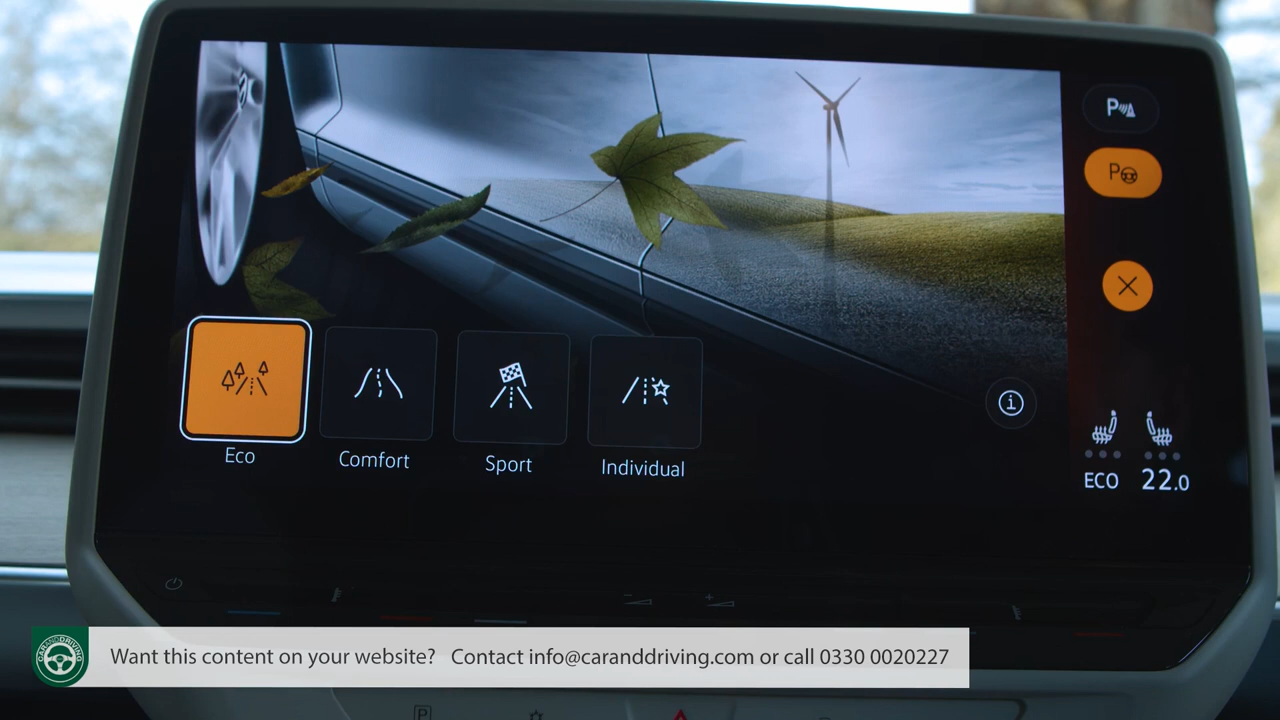 P
P
Eco
Comfort
Sport
Individual
i
ECO
22.0
CARANDDRIVING
Want this content on your website? Contact info@caranddriving.com or call 0330 0020227
P